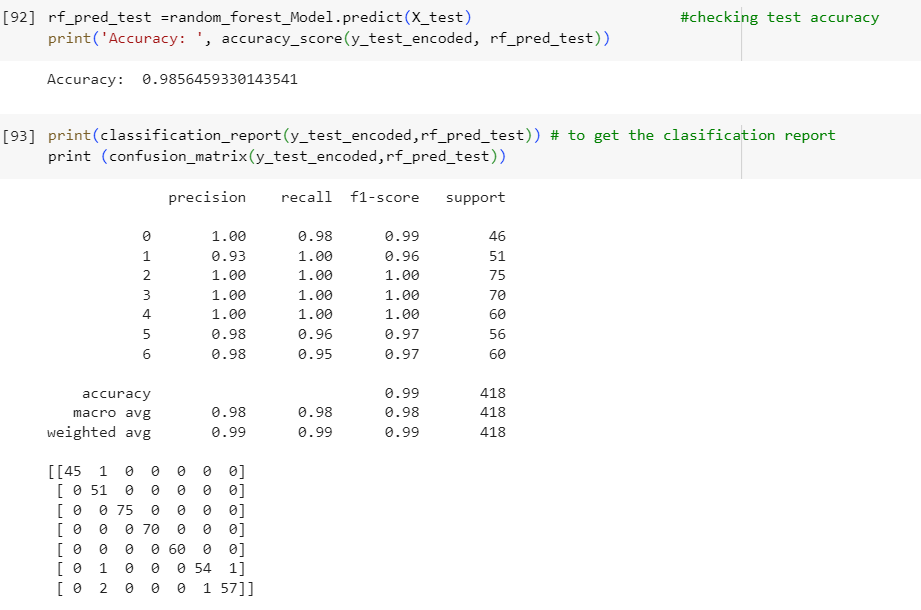 [92] rf_pred_test =random_forest_Model.predict(X_test) #checking test accuracy
print('Accuracy: ', accuracy_score(y_test_encoded, rf_pred_test))
Accuracy: 0.9856459330143541
[93] print(classification_report(y_test_encoded,rf_pred_test)) # to get the clasification report
print (confusion_matrix(y_test_encoded,rf_pred_test))
precision recall f1-score support
0 1.00 0.98 0.99 46
1 0.93 1.00 0.96 51
2 1.00 1.00 1.00 75
3 1.00 1.00 1.00 70
4 1.00 1.00 1.00 60
5 0.98 0.96 0.97 56
6 0.98 0.95 0.97 60
accuracy 0.99 418
macro avg 0.98 0.98 0.98 418
weighted avg 0.99 0.99 0.99 418
[[45 1 0 0 0 0 0]
[ 0 51 0 0 0 0 0]
[ 0 0 75 0 0 0 0]
[ 0 0 0 70 0 0 0]
[ 0 0 0 0 60 0 0]
[ 0 1 0 0 0 54 1]
[ 0 2 0 0 0 1 57]]